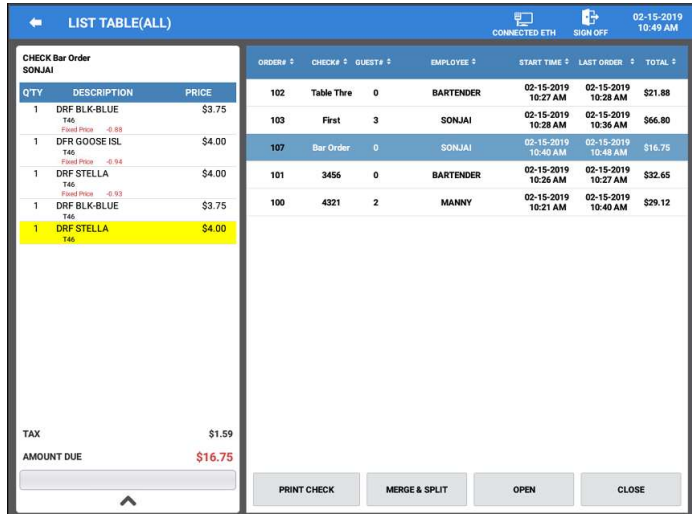 LIST TABLE(ALL)
CONNECTED ETH
SIGN OFF
02-15-2019
10:49 AM
CHECK Bar Order
SONJAI
Q'TY DESCRIPTION PRICE
1 DRF BLK-BLUE $3.75
T46
Fixed Price -0.88
1 DFR GOOSE ISL $4.00
T46
Fixed Price -0.94
1 DRF STELLA $4.00
T46
Fixed Price -0.93
1 DRF BLK-BLUE $3.75
T46
1 DRF STELLA $4.00
T46
TAX $1.59
AMOUNT DUE $16.75
ORDER# CHECK# GUEST# EMPLOYEE START TIME LAST ORDER TOTAL
102 Table Thre 0 BARTENDER 02-15-2019 10:27 AM 02-15-2019 10:28 AM $21.88
103 First 3 SONJAI 02-15-2019 10:28 AM 02-15-2019 10:36 AM $66.80
107 Bar Order 0 SONJAI 02-15-2019 10:40 AM 02-15-2019 10:48 AM $16.75
101 3456 0 BARTENDER 02-15-2019 10:26 AM 02-15-2019 10:27 AM $32.65
100 4321 2 MANNY 02-15-2019 10:21 AM 02-15-2019 10:40 AM $29.12
PRINT CHECK MERGE & SPLIT OPEN CLOSE